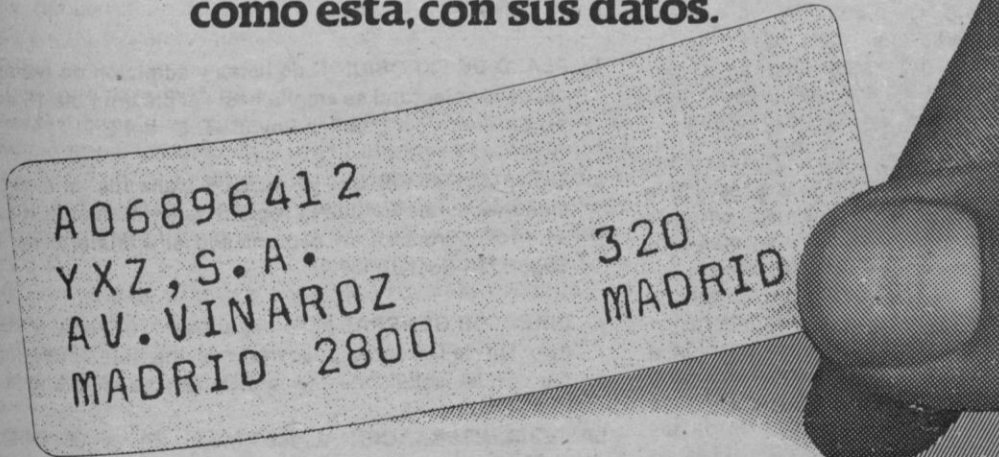 como esta, con sus datos.
A06896412
YXZ,S.A.
AV.VINAROZ 320
MADRID 2800 MADRID